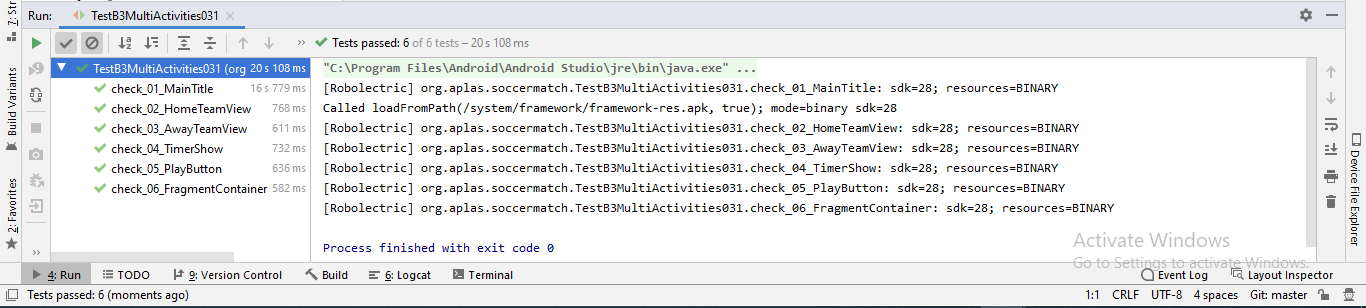 Run: TestB3MultiActivities031
Tests passed: 6 of 6 tests – 20 s 108 ms
TestB3MultiActivities031 (org 20 s 108 ms
check_01_MainTitle 16 s 779 ms
check_02_HomeTeamView 768 ms
check_03_AwayTeamView 611 ms
check_04_TimerShow 732 ms
check_05_PlayButton 636 ms
check_06_FragmentContainer 582 ms
"C:\Program Files\Android\Android Studio\jre\bin\java.exe" ...
[Robolectric] org.aplas.soccermatch.TestB3MultiActivities031.check_01_MainTitle: sdk=28; resources=BINARY
Called loadFromPath(/system/framework/framework-res.apk, true); mode=binary sdk=28
[Robolectric] org.aplas.soccermatch.TestB3MultiActivities031.check_02_HomeTeamView: sdk=28; resources=BINARY
[Robolectric] org.aplas.soccermatch.TestB3MultiActivities031.check_03_AwayTeamView: sdk=28; resources=BINARY
[Robolectric] org.aplas.soccermatch.TestB3MultiActivities031.check_04_TimerShow: sdk=28; resources=BINARY
[Robolectric] org.aplas.soccermatch.TestB3MultiActivities031.check_05_PlayButton: sdk=28; resources=BINARY
[Robolectric] org.aplas.soccermatch.TestB3MultiActivities031.check_06_FragmentContainer: sdk=28; resources=BINARY
Process finished with exit code 0
Activate Windows
Go to Settings to activate Windows.
Build Variants
2: Favorites
Device File Explorer
4: Run TODO 9: Version Control Build 6: Logcat Terminal Event Log Layout Inspector
Tests passed: 6 (moments ago) 1:1 CRLF UTF-8 4 spaces Git: master